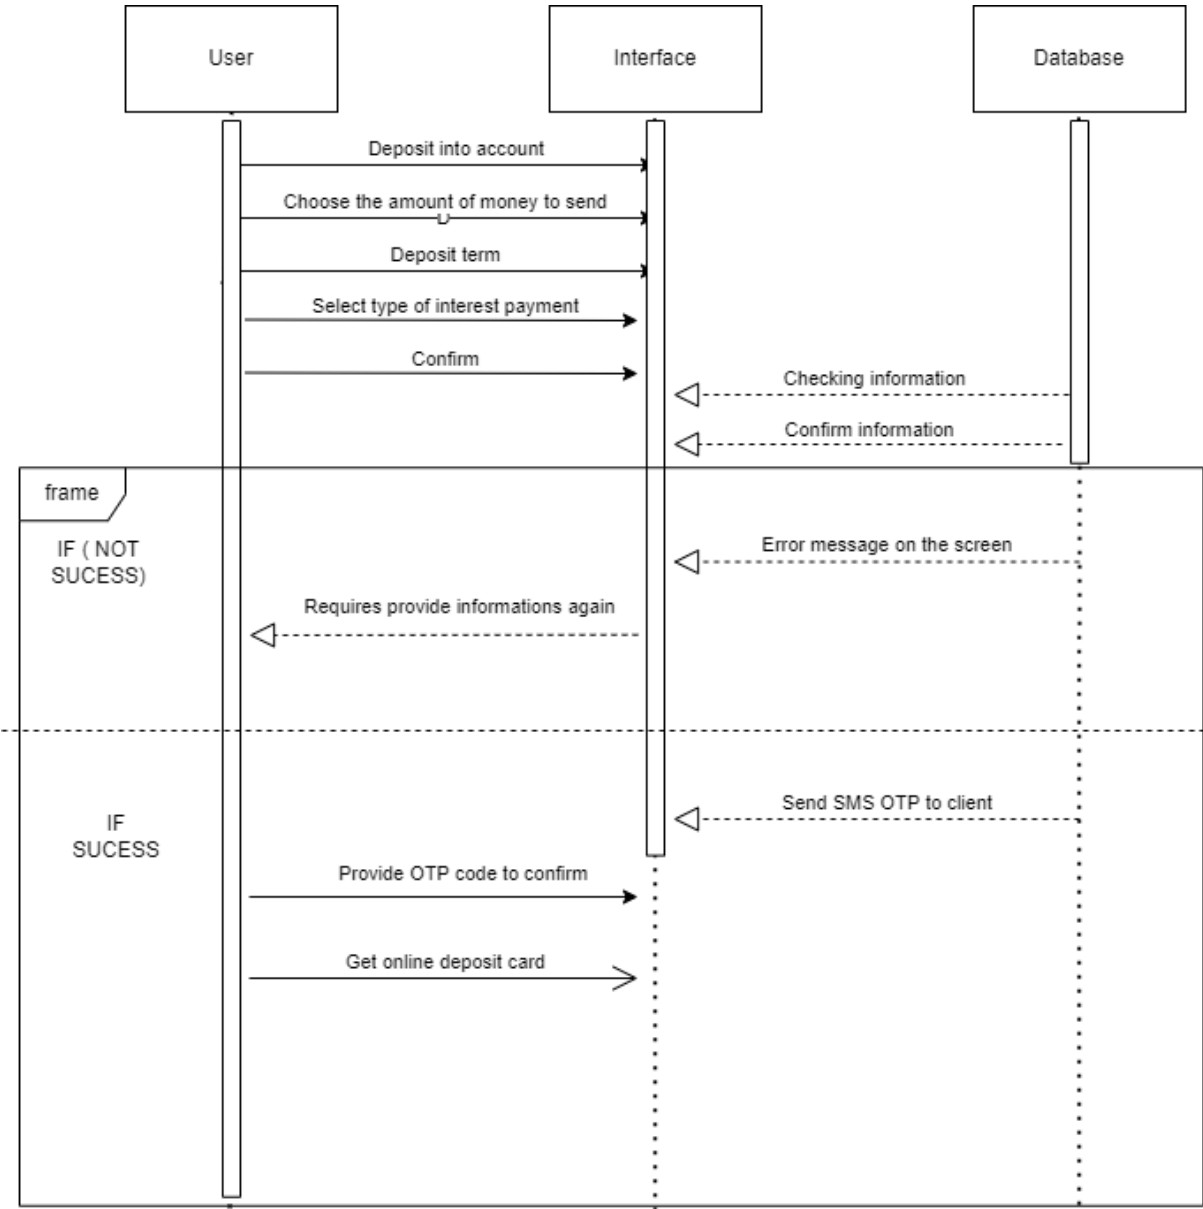 User
Interface
Database
Deposit into account
Choose the amount of money to send
Deposit term
Select type of interest payment
Confirm
Checking information
Confirm information
frame
IF ( NOT
SUCESS)
Error message on the screen
Requires provide informations again
Send SMS OTP to client
IF
SUCESS
Provide OTP code to confirm
Get online deposit card